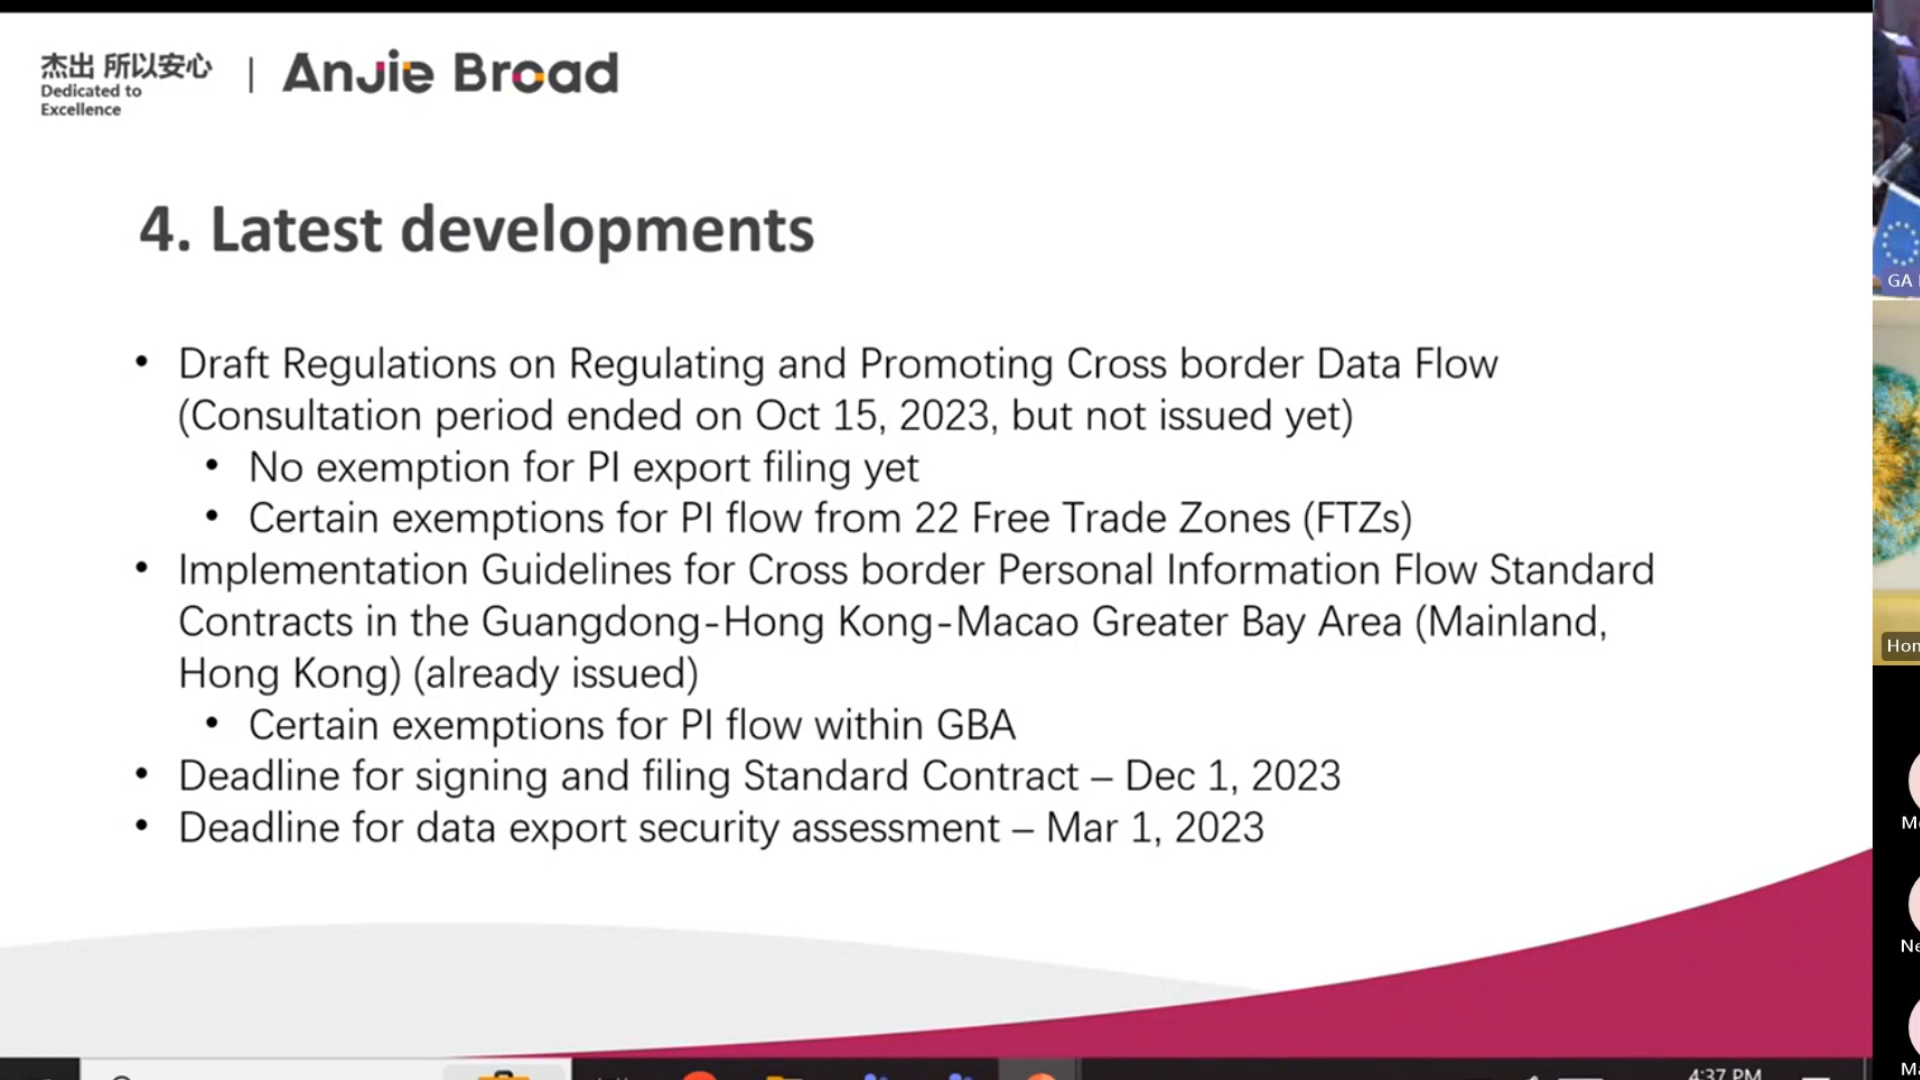 杰出 所以安心
Dedicated to
Excellence
AnJie Broad
4. Latest developments
• Draft Regulations on Regulating and Promoting Cross border Data Flow
(Consultation period ended on Oct 15, 2023, but not issued yet)
• No exemption for PI export filing yet
• Certain exemptions for PI flow from 22 Free Trade Zones (FTZs)
• Implementation Guidelines for Cross border Personal Information Flow Standard
Contracts in the Guangdong-Hong Kong-Macao Greater Bay Area (Mainland,
Hong Kong) (already issued)
• Certain exemptions for PI flow within GBA
• Deadline for signing and filing Standard Contract – Dec 1, 2023
• Deadline for data export security assessment – Mar 1, 2023
GA
4:37 PM